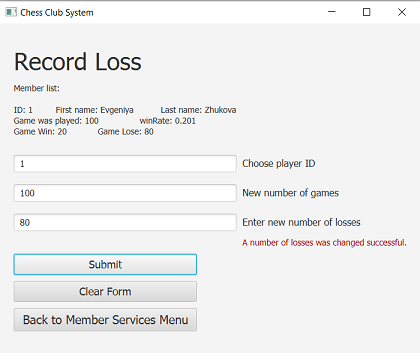 Chess Club System
Record Loss
Member list:
ID: 1 First name: Evgeniya Last name: Zhukova
Game was played: 100 winRate: 0.201
Game Win: 20 Game Lose: 80
1 Choose player ID
100 New number of games
80 Enter new number of losses
A number of losses was changed successful.
Submit
Clear Form
Back to Member Services Menu